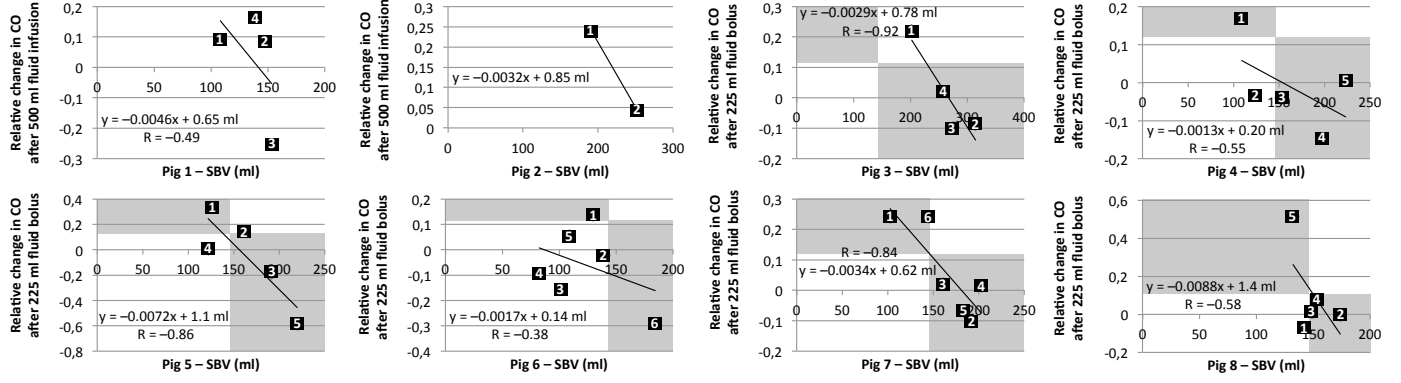 Relative change in CO
after 500 ml fluid infusion
0,2
0,1
0
-0,1
-0,2
-0,3
0 50 100 150 200
4
1 2
3
y = –0.0046x + 0.65 ml
R = –0.49
Pig 1 – SBV (ml)
Relative change in CO
after 500 ml fluid infusion
0,3
0,25
0,2
0,15
0,1
0,05
0
0 100 200 300
1
2
y = –0.0032x + 0.85 ml
Pig 2 – SBV (ml)
Relative change in CO
after 225 ml fluid bolus
0,3
0,2
0,1
0
-0,1
-0,2
0 100 200 300 400
y = –0.0029x + 0.78 ml
R = –0.92
1
4
3 2
Pig 3 – SBV (ml)
Relative change in CO
after 225 ml fluid bolus
0,2
0,1
0
-0,1
-0,2
0 50 100 150 200 250
1
5
2 3
4
y = –0.0013x + 0.20 ml
R = –0.55
Pig 4 – SBV (ml)
Relative change in CO
after 225 ml fluid bolus
0,4
0,2
0
-0,2
-0,4
-0,6
-0,8
0 50 100 150 200 250
1
2
4
3
5
y = –0.0072x + 1.1 ml
R = –0.86
Pig 5 – SBV (ml)
Relative change in CO
after 225 ml fluid bolus
0,2
0,1
0
-0,1
-0,2
-0,3
-0,4
0 50 100 150 200
1
5
2
4
3
6
y = –0.0017x + 0.14 ml
R = –0.38
Pig 6 – SBV (ml)
Relative change in CO
after 225 ml fluid bolus
0,3
0,2
0,1
0
-0,1
-0,2
0 50 100 150 200 250
1 6
R = –0.84
y = –0.0034x + 0.62 ml
3 4
5
2
Pig 7 – SBV (ml)
Relative change in CO
after 225 ml fluid bolus
0,6
0,4
0,2
0
-0,2
0 50 100 150 200 250
5
y = –0.0088x + 1.4 ml
R = –0.58
4
3 2
1
Pig 8 – SBV (ml)